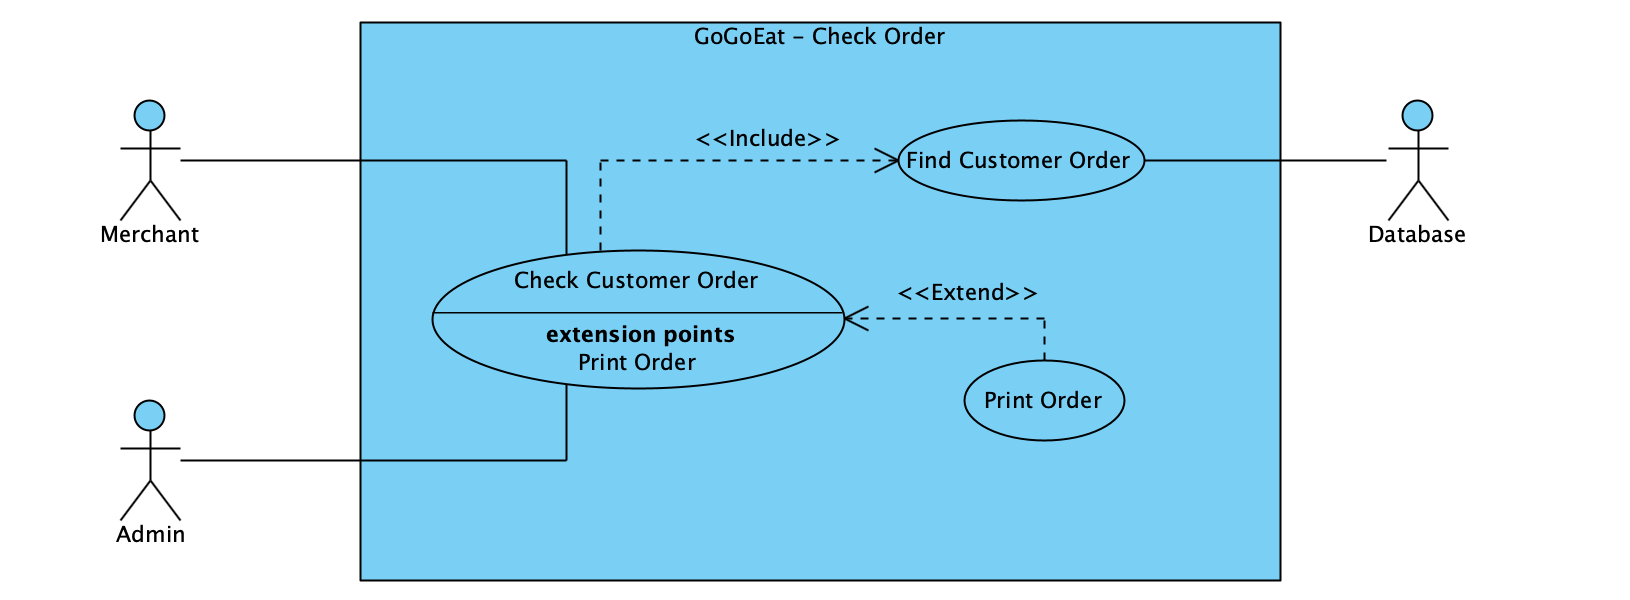 GoGoEat – Check Order
<<Include>>
Find Customer Order
Merchant
Database
Check Customer Order
extension points
Print Order
<<Extend>>
Print Order
Admin